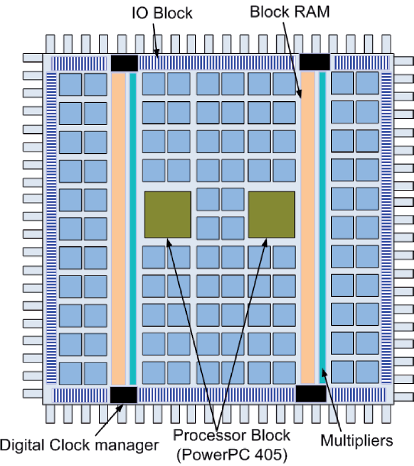 IO Block
Block RAM
Digital Clock manager
Processor Block
(PowerPC 405)
Multipliers